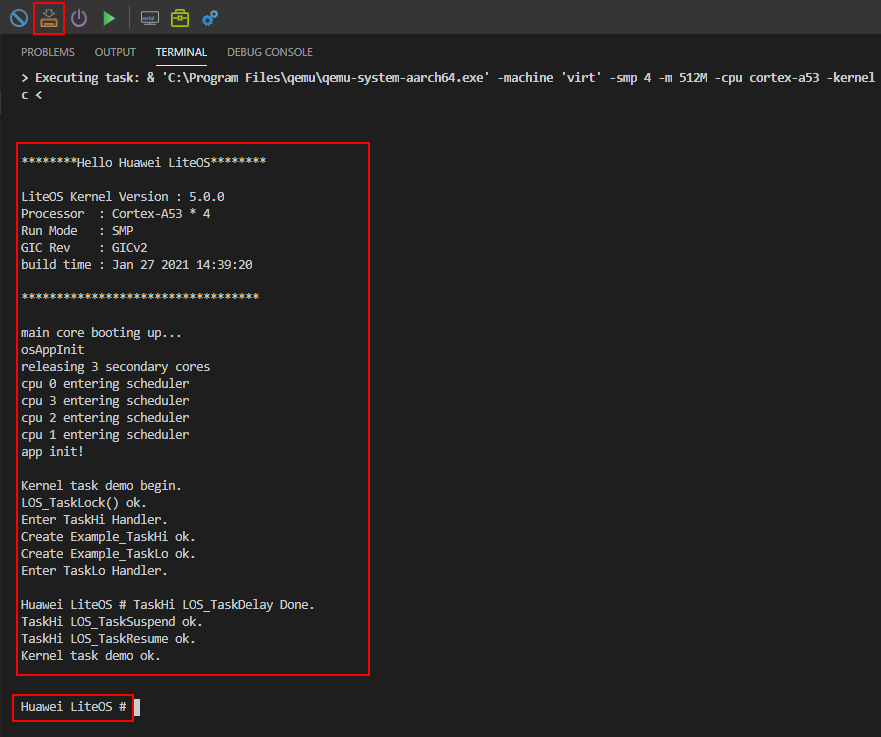 PROBLEMS OUTPUT TERMINAL DEBUG CONSOLE
> Executing task: & 'C:\Program Files\qemu\qemu-system-aarch64.exe' -machine 'virt' -smp 4 -m 512M -cpu cortex-a53 -kernel
c <
********Hello Huawei LiteOS********
LiteOS Kernel Version : 5.0.0
Processor  : Cortex-A53 * 4
Run Mode   : SMP
GIC Rev    : GICv2
build time : Jan 27 2021 14:39:20
**********************************
main core booting up...
osAppInit
releasing 3 secondary cores
cpu 0 entering scheduler
cpu 3 entering scheduler
cpu 2 entering scheduler
cpu 1 entering scheduler
app init!
Kernel task demo begin.
LOS_TaskLock() ok.
Enter TaskHi Handler.
Create Example_TaskHi ok.
Create Example_TaskLo ok.
Enter TaskLo Handler.
Huawei LiteOS # TaskHi LOS_TaskDelay Done.
TaskHi LOS_TaskSuspend ok.
TaskHi LOS_TaskResume ok.
Kernel task demo ok.
Huawei LiteOS #